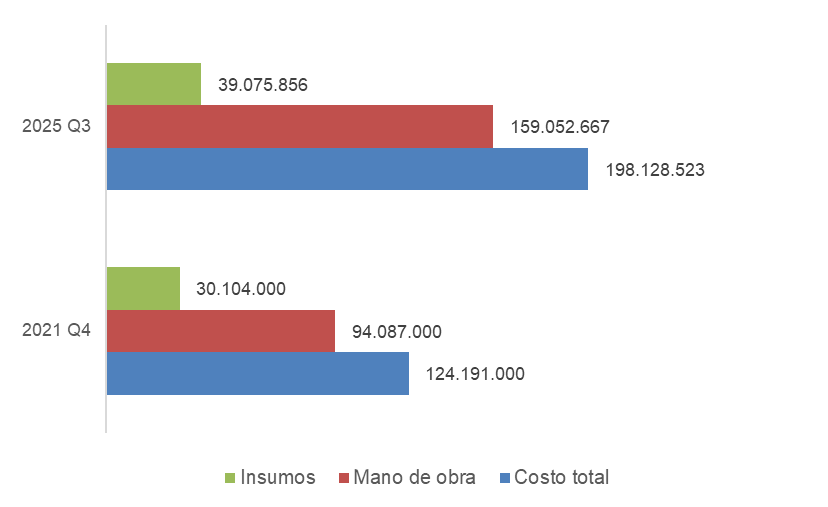 39.075.856
2025 Q3
159.052.667
198.128.523
30.104.000
2021 Q4
94.087.000
124.191.000
Insumos Mano de obra Costo total